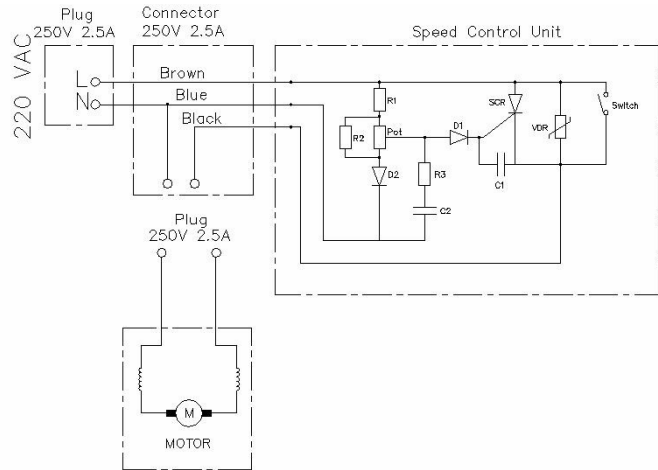 Plug
250V 2.5A
Connector
250V 2.5A
Speed Control Unit
220 VAC
L
N
Brown
Blue
Black
R1
R2
Pot
D1
D2
R3
C2
SCR
C1
VDR
Switch
Plug
250V 2.5A
M
MOTOR